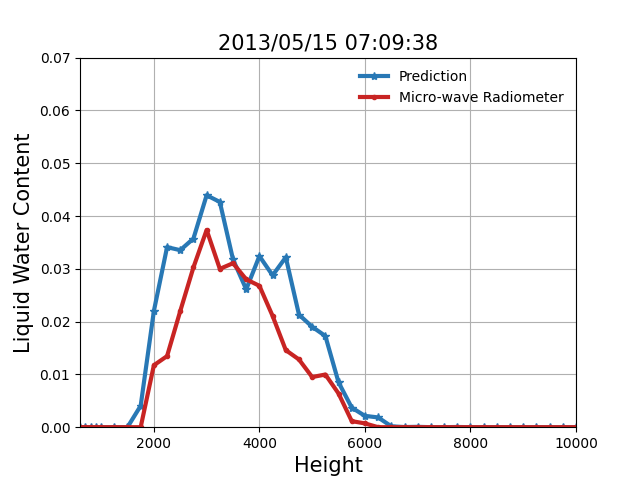 2013/05/15 07:09:38
0.07
0.06
0.05
0.04
0.03
0.02
0.01
0.00
Liquid Water Content
Prediction
Micro-wave Radiometer
2000 4000 6000 8000 10000
Height